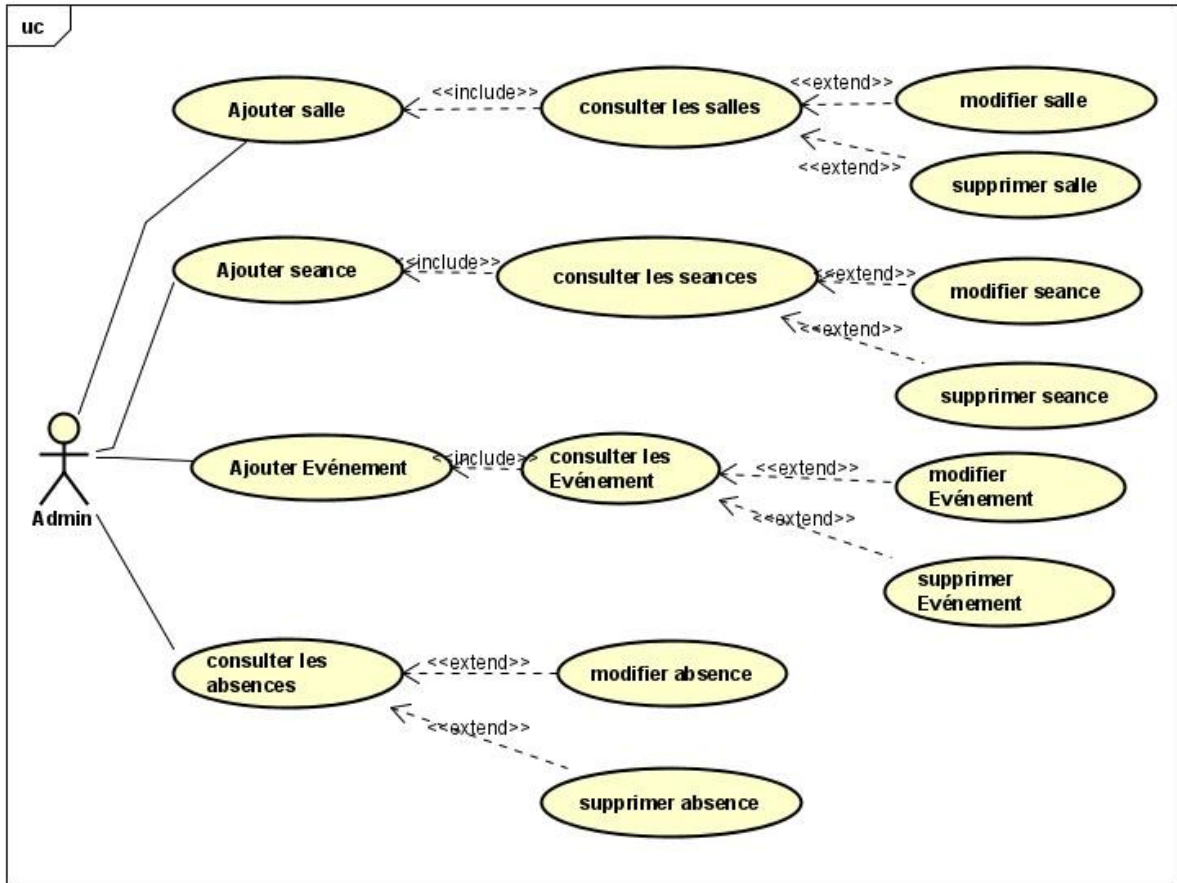 uc
Ajouter salle
<<include>>
consulter les salles
<<extend>>
modifier salle
<<extend>>
supprimer salle
Ajouter seance
<<include>>
consulter les seances
<<extend>>
modifier seance
<<extend>>
supprimer seance
Admin
Ajouter Evénement
<<include>>
consulter les
Evénement
<<extend>>
modifier
Evénement
<<extend>>
supprimer
Evénement
consulter les
absences
<<extend>>
modifier absence
<<extend>>
supprimer absence